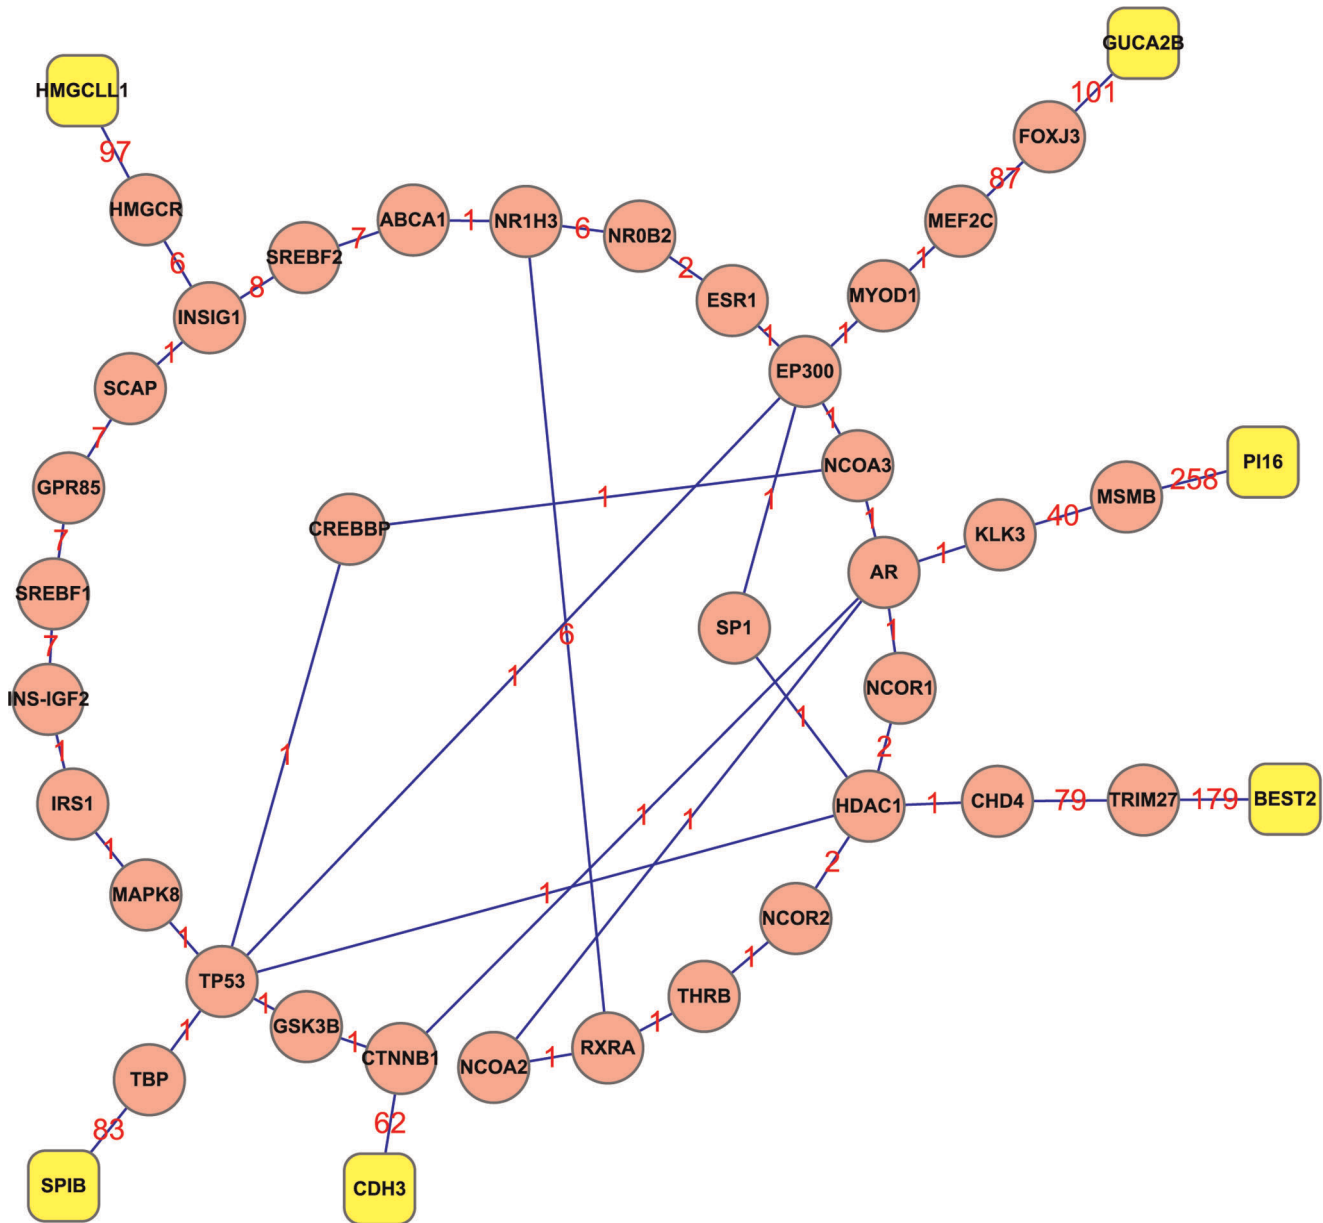 GUCA2B
HMGCLL1
101
FOXJ3
97
87
HMGCR
ABCA1
1
NR1H3
6
NR0B2
MEF2C
SREBF2
7
6
2
1
8
INSIG1
ESR1
MYOD1
1
1
1
EP300
SCAP
1
7
NCOA3
PI16
GPR85
258
MSMB
1
1
CREBBP
1
40
KLK3
7
1
AR
SREBF1
SP1
6
1
7
1
NCOR1
INS-IGF2
1
1
2
1
IRS1
HDAC1
1
CHD4
79
TRIM27
179
BEST2
1
1
1
2
MAPK8
1
NCOR2
1
1
TP53
THRB
1
1
GSK3B
1
1
1
RXRA
CTNNB1
1
NCOA2
TBP
83
62
SPIB
CDH3